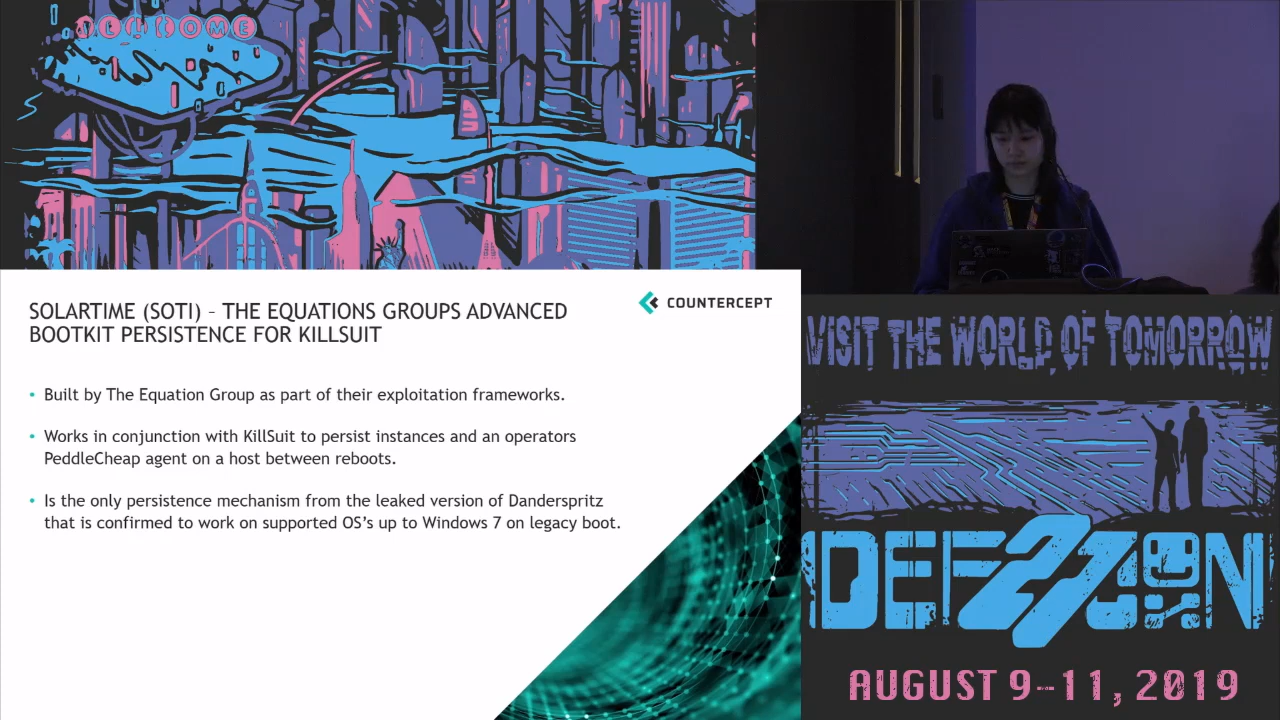 WELCOME
SOLARTIME (SOTI) – THE EQUATIONS GROUPS ADVANCED
BOOTKIT PERSISTENCE FOR KILLSUIT
COUNTERCEPT
• Built by The Equation Group as part of their exploitation frameworks.
• Works in conjunction with KillSuit to persist instances and an operators
PeddleCheap agent on a host between reboots.
• Is the only persistence mechanism from the leaked version of Danderspritz
that is confirmed to work on supported OS’s up to Windows 7 on legacy boot.
VISIT THE WORLD OF TOMORROW
DEF27CON
AUGUST 9--11, 2019